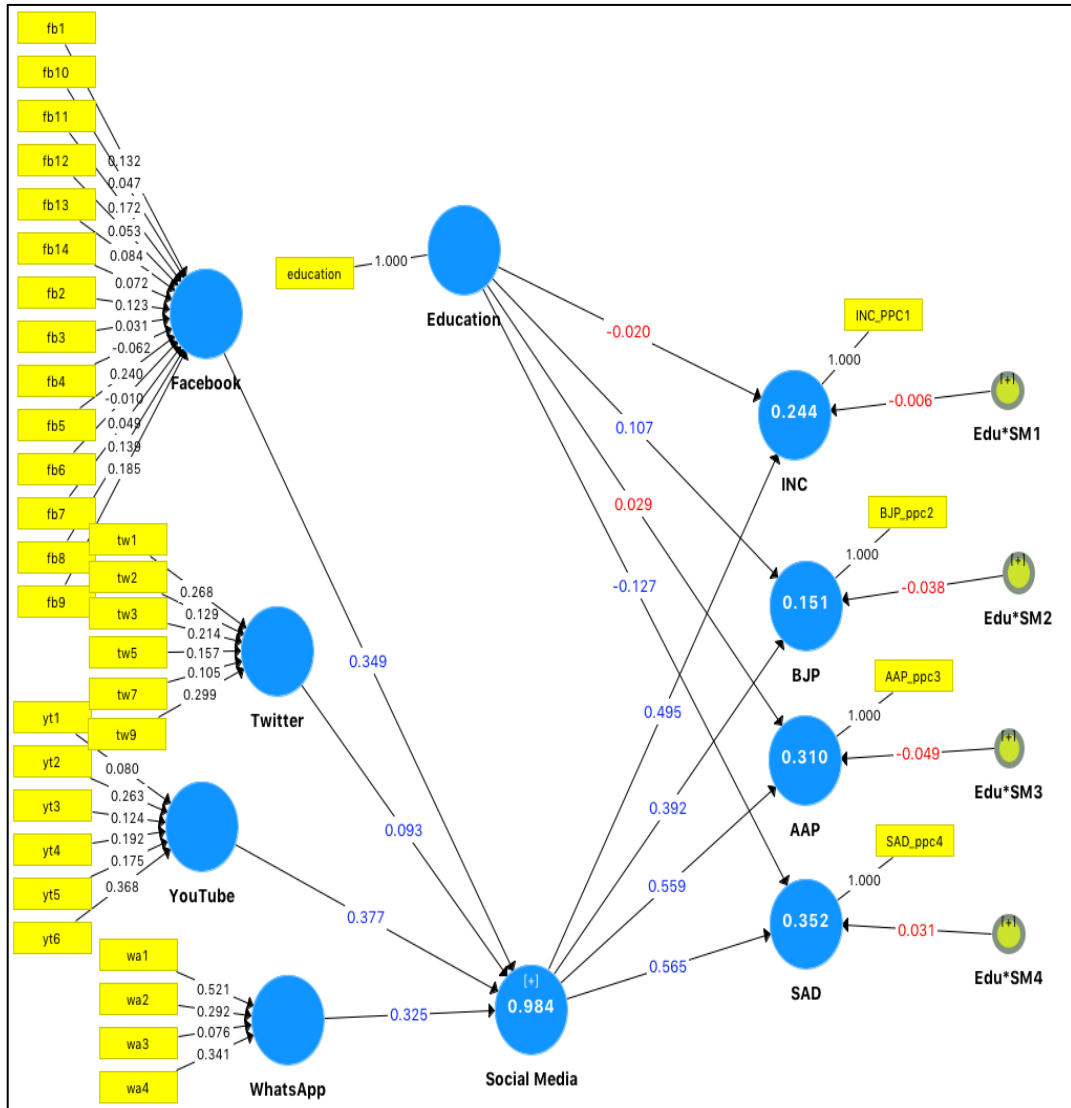 fb1
fb10
fb11
fb12
fb13
fb14
fb2
fb3
fb4
fb5
fb6
fb7
fb8
fb9
0.132
0.047
0.172
0.053
0.084
0.072
0.123
0.031
-0.062
0.240
-0.010
0.049
0.139
0.185
Facebook
tw1
tw2
tw3
tw5
tw7
tw9
0.268
0.129
0.214
0.157
0.105
0.299
Twitter
yt1
yt2
yt3
yt4
yt5
yt6
0.080
0.263
0.124
0.192
0.175
0.368
YouTube
wa1
wa2
wa3
wa4
0.521
0.292
0.076
0.341
WhatsApp
0.349
0.093
0.377
0.325
[+]
0.984
Social Media
education
1.000
Education
-0.020
0.107
0.029
-0.127
0.495
0.392
0.559
0.565
INC_PPC1
1.000
0.244
INC
-0.006
[+]
Edu*SM1
BJP_ppc2
1.000
0.151
BJP
-0.038
[+]
Edu*SM2
AAP_ppc3
1.000
0.310
AAP
-0.049
[+]
Edu*SM3
SAD_ppc4
1.000
0.352
SAD
0.031
[+]
Edu*SM4